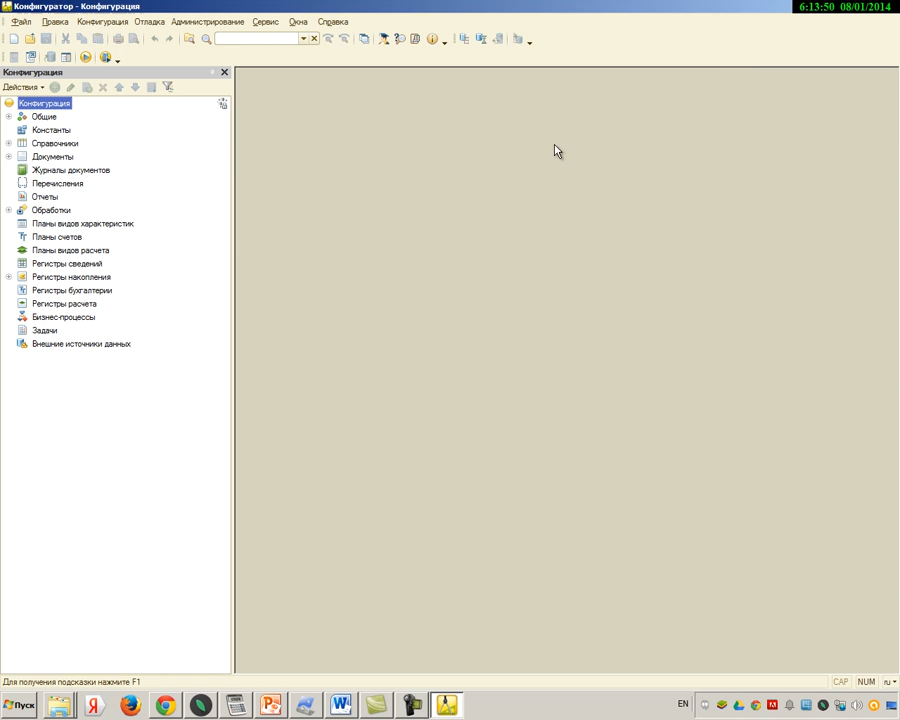 Конфигуратор - Конфигурация
6:13:50 08/01/2014
Файл Правка Конфигурация Отладка Администрирование Сервис Окна Справка
Конфигурация
Действия
Конфигурация
Общие
Константы
Справочники
Документы
Журналы документов
Перечисления
Отчеты
Обработки
Планы видов характеристик
Планы счетов
Планы видов расчета
Регистры сведений
Регистры накопления
Регистры бухгалтерии
Регистры расчета
Бизнес-процессы
Задачи
Внешние источники данных
Для получения подсказки нажмите F1
CAP NUM ru
Пуск
EN